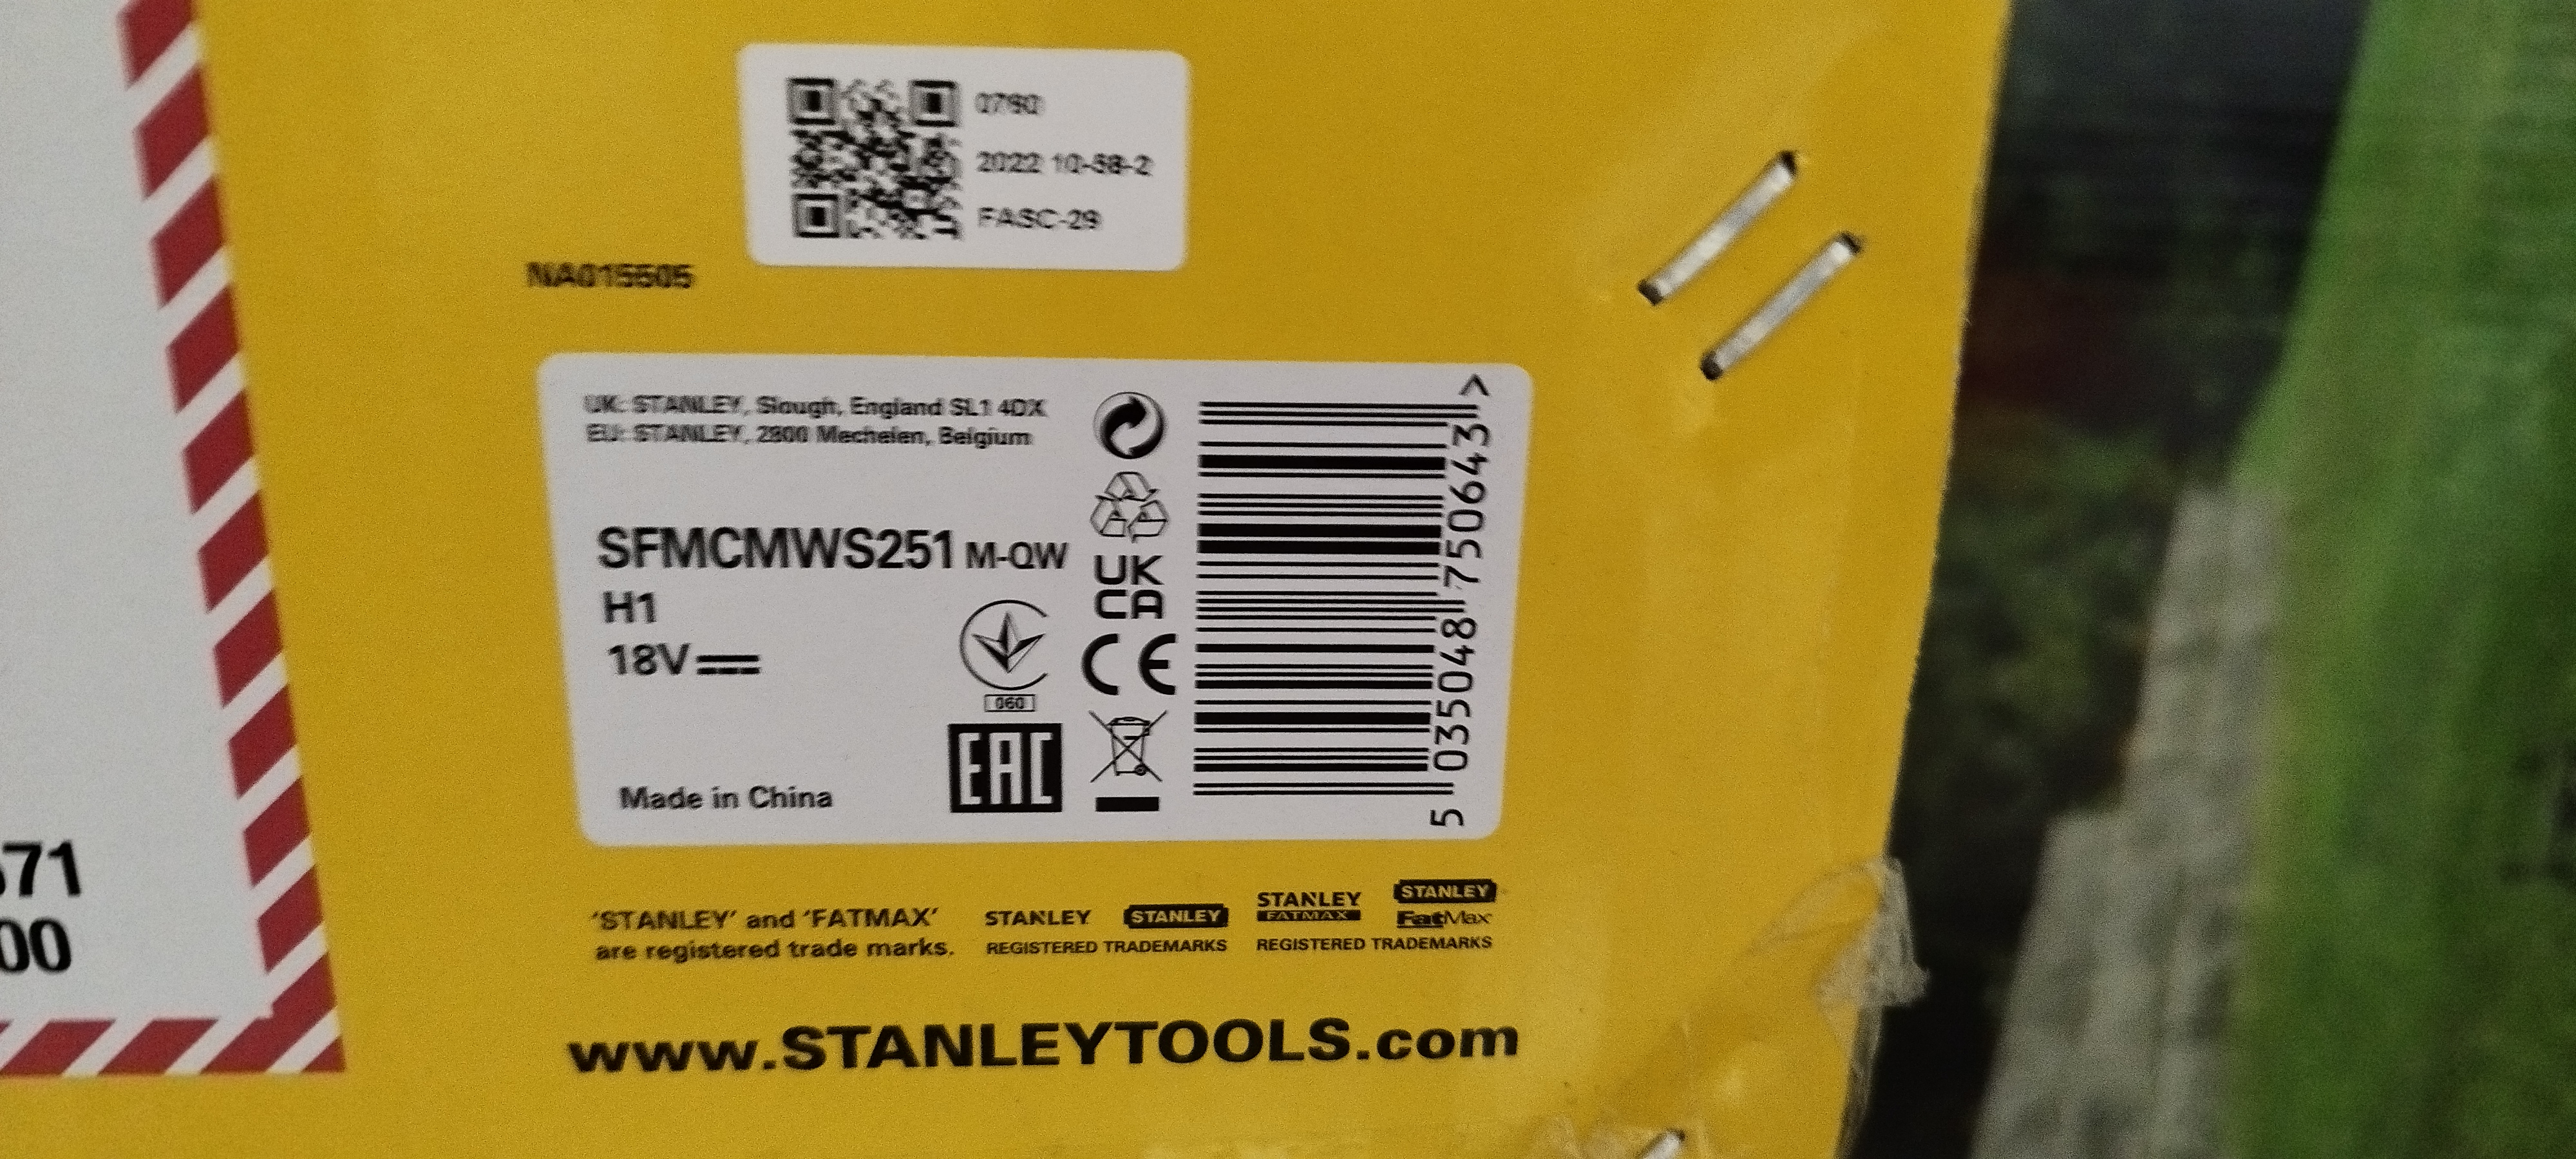 2022 10-58-2
FASC-29
NA015505
UK: STANLEY, Slough, England SL1 4DX
EU: STANLEY, 2800 Mechelen, Belgium
SFMCMWS251 M-QW
H1
18V
Made in China
060
EAC
UK
CA
CE
5 035048 750643 >
71
00
'STANLEY' and 'FATMAX'
are registered trade marks.
STANLEY STANLEY
REGISTERED TRADEMARKS
STANLEY
FATMAX
STANLEY
FatMax
REGISTERED TRADEMARKS
www.STANLEYTOOLS.com